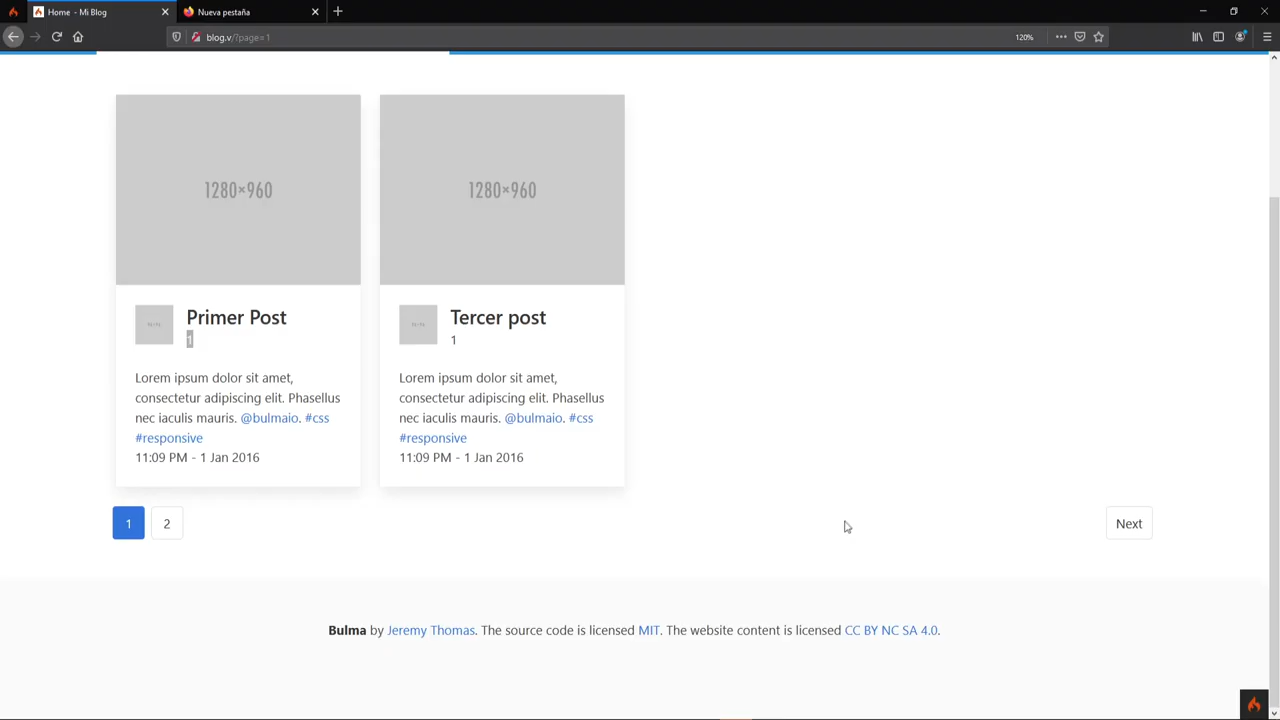 Home - Mi Blog
Nueva pestaña
blog.v/?page=1
120%
1280×960
1280×960
Primer Post
1
Lorem ipsum dolor sit amet,
consectetur adipiscing elit. Phasellus
nec iaculis mauris. @bulmaio. #css
#responsive
11:09 PM - 1 Jan 2016
Tercer post
1
Lorem ipsum dolor sit amet,
consectetur adipiscing elit. Phasellus
nec iaculis mauris. @bulmaio. #css
#responsive
11:09 PM - 1 Jan 2016
1 2 Next
Bulma by Jeremy Thomas. The source code is licensed MIT. The website content is licensed CC BY NC SA 4.0.